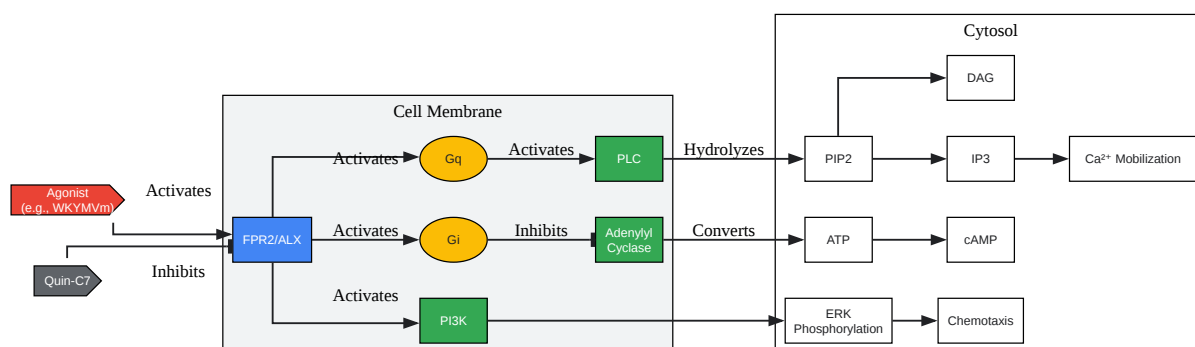 Cytosol
DAG
Cell Membrane
Activates
Gq
Activates
PLC
Hydrolyzes
PIP2
IP3
Ca²⁺ Mobilization
Agonist
(e.g., WKYMVm)
Activates
FPR2/ALX
Activates
Gi
Inhibits
Adenylyl
Cyclase
Converts
ATP
cAMP
Quin-C7
Inhibits
Activates
PI3K
ERK
Phosphorylation
Chemotaxis